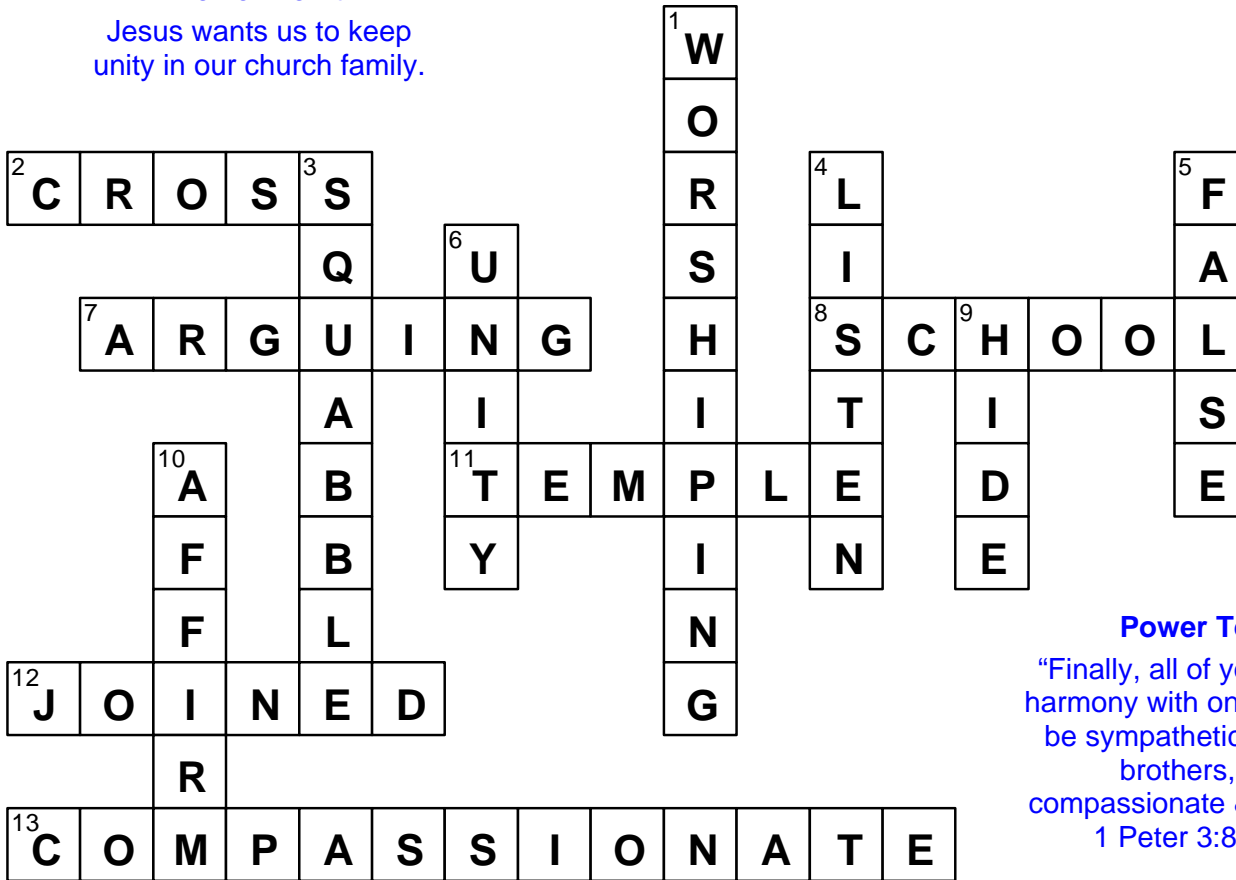 Jesus wants us to keep
unity in our church family.
1 W
O
2 C R O S 3 S R 4 L 5 F
Q 6 U S I A
7 A R G U I N G H 8 S C 9 H O O L
A I I T I S
10 A B 11 T E M P L E D E
F B Y I N E
F L N
12 J O I N E D G
R
13 C O M P A S S I O N A T E
Power
“Finally, all of
harmony with
be sympathetic
brothers,
compassionate
1 Peter 3:8